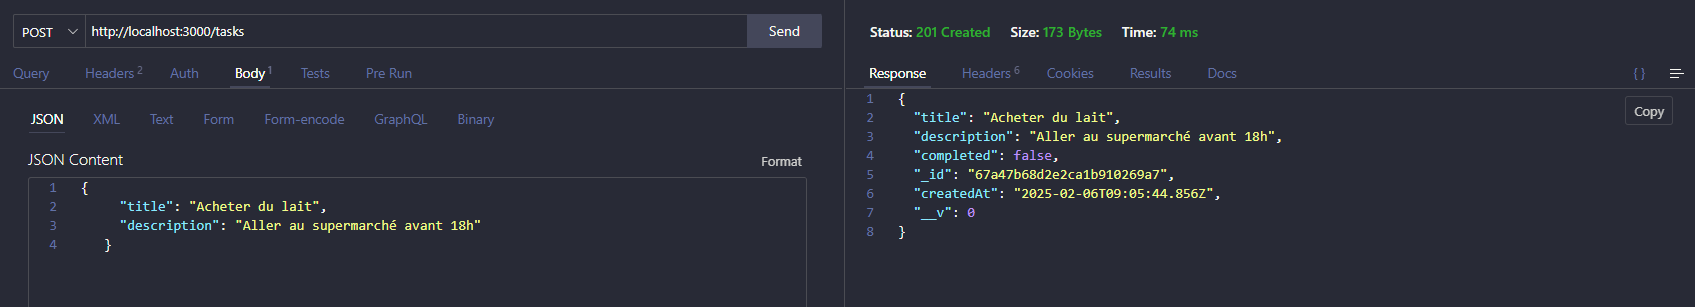 POST http://localhost:3000/tasks Send
Query Headers 2 Auth Body 1 Tests Pre Run
JSON XML Text Form Form-encode GraphQL Binary
JSON Content Format
1 {
2 "title": "Acheter du lait",
3 "description": "Aller au supermarché avant 18h"
4 }
Status: 201 Created Size: 173 Bytes Time: 74 ms
Response Headers 6 Cookies Results Docs { }
Copy
1 {
2 "title": "Acheter du lait",
3 "description": "Aller au supermarché avant 18h",
4 "completed": false,
5 "_id": "67a47b68d2e2ca1b910269a7",
6 "createdAt": "2025-02-06T09:05:44.856Z",
7 "__v": 0
8 }